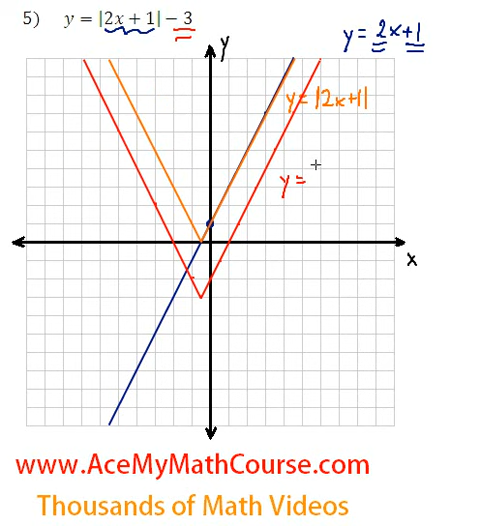 5) y = |2x + 1| − 3
y = 2x+1
y
y = |2x+1|
y =
x
www.AceMyMathCourse.com
Thousands of Math Videos